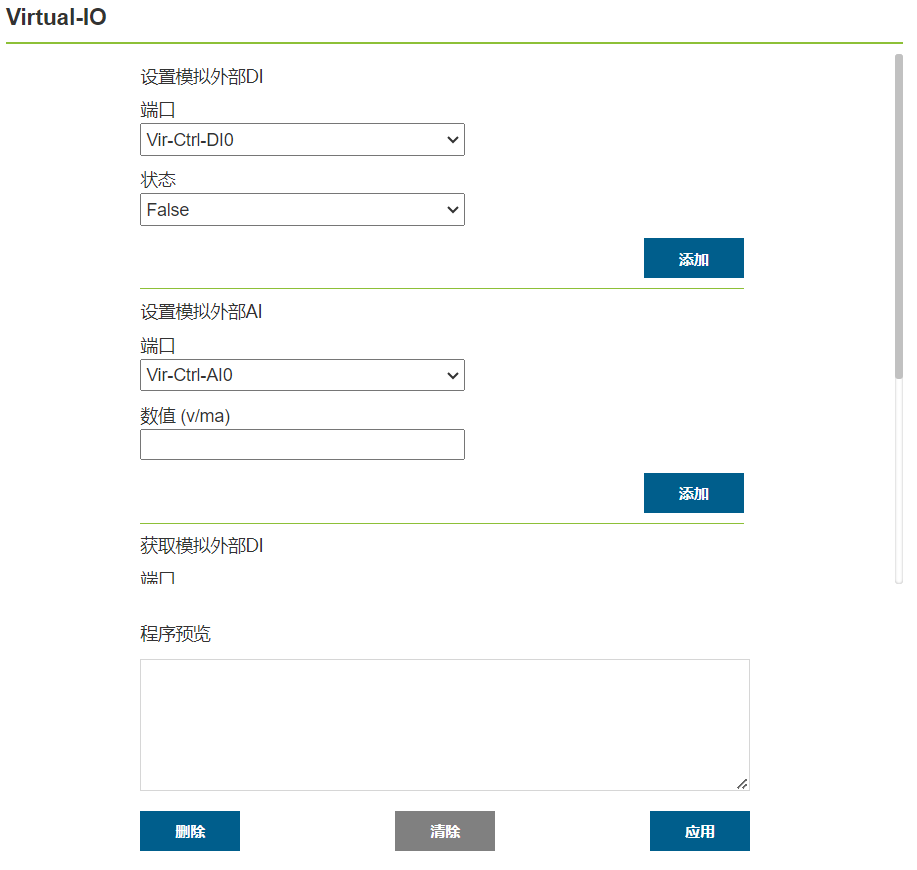 Virtual-IO
设置模拟外部DI
端口
Vir-Ctrl-DI0
状态
False
添加
设置模拟外部AI
端口
Vir-Ctrl-AI0
数值 (v/ma)
添加
获取模拟外部DI
端口
程序预览
删除
清除
应用